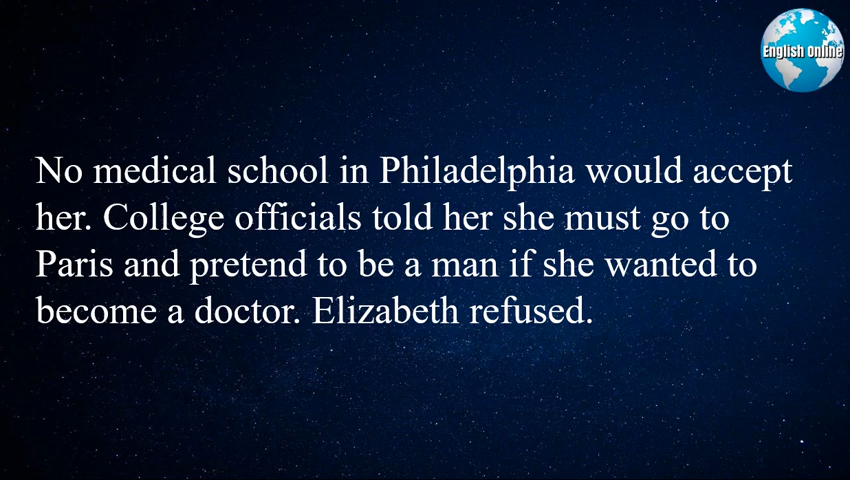 English Online
No medical school in Philadelphia would accept
her. College officials told her she must go to
Paris and pretend to be a man if she wanted to
become a doctor. Elizabeth refused.